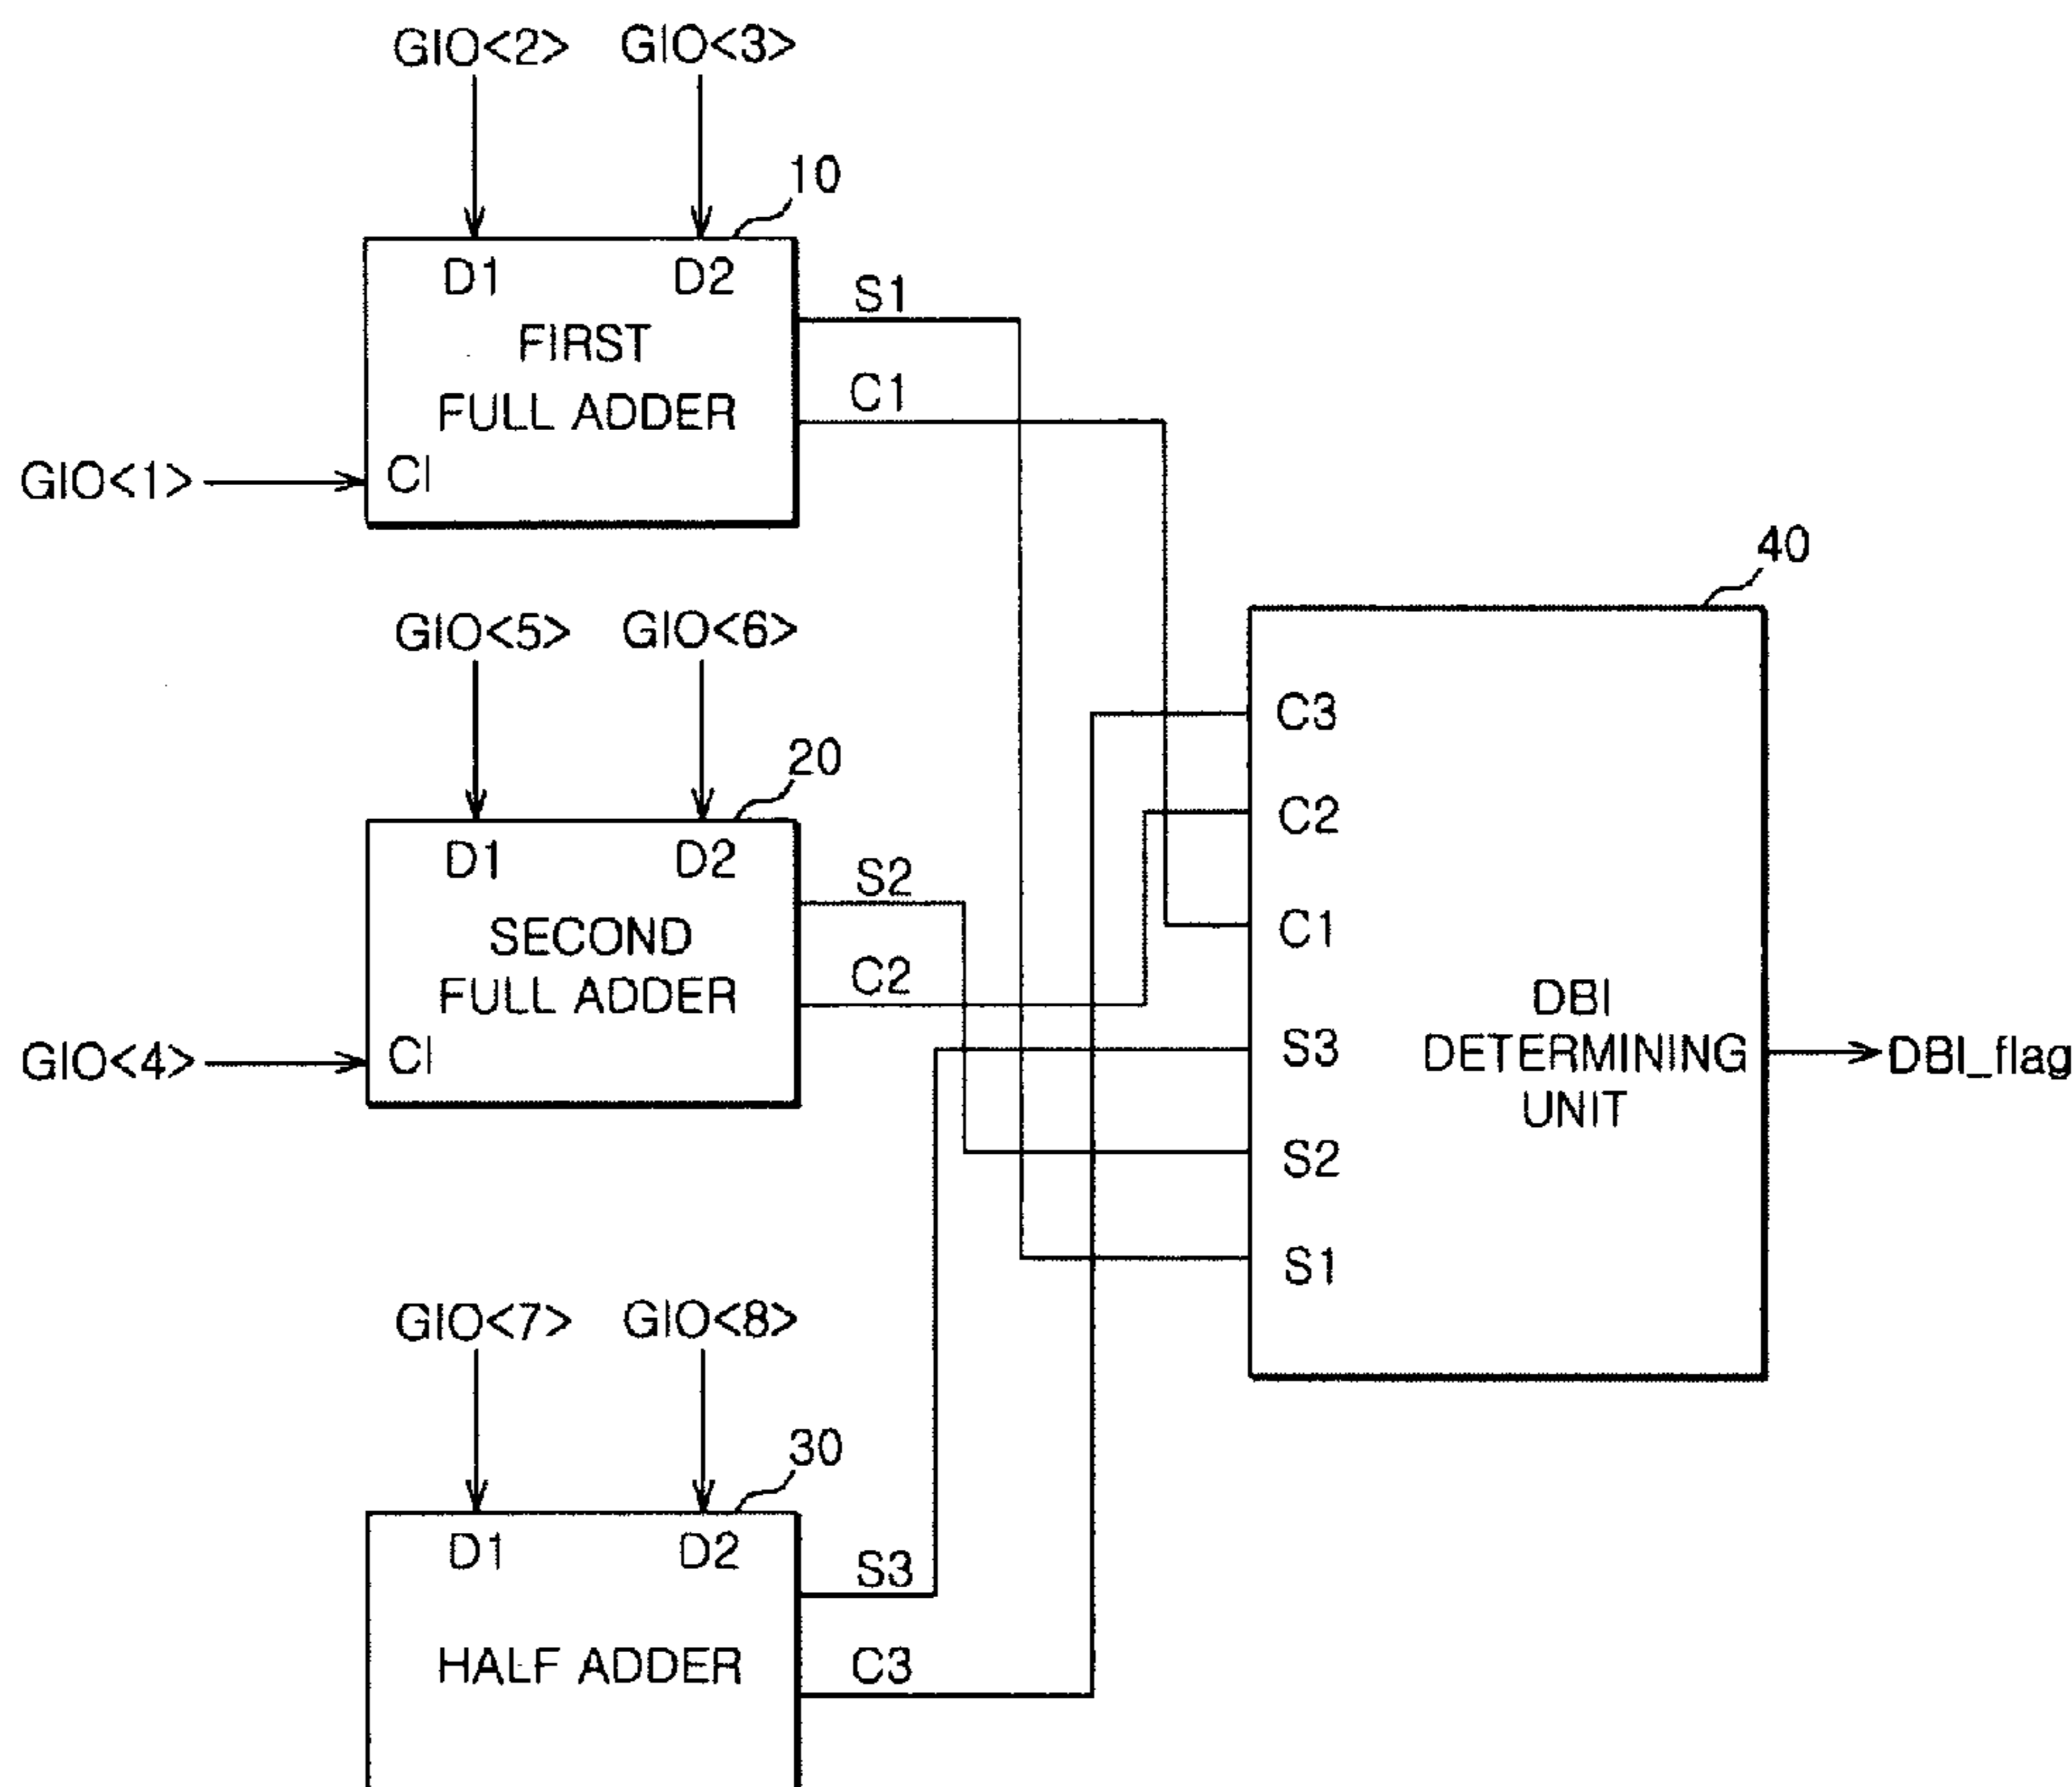 GIO<2> GIO<3>
10
D1 D2
S1
FIRST
FULL ADDER
C1
GIO<1>
CI
40
GIO<5> GIO<6>
20
D1 D2
S2
SECOND
FULL ADDER
C2
GIO<4>
CI
C3
C2
C1
S3
S2
S1
DBI
DETERMINING
UNIT
DBI_flag
GIO<7> GIO<8>
30
D1 D2
S3
HALF ADDER
C3